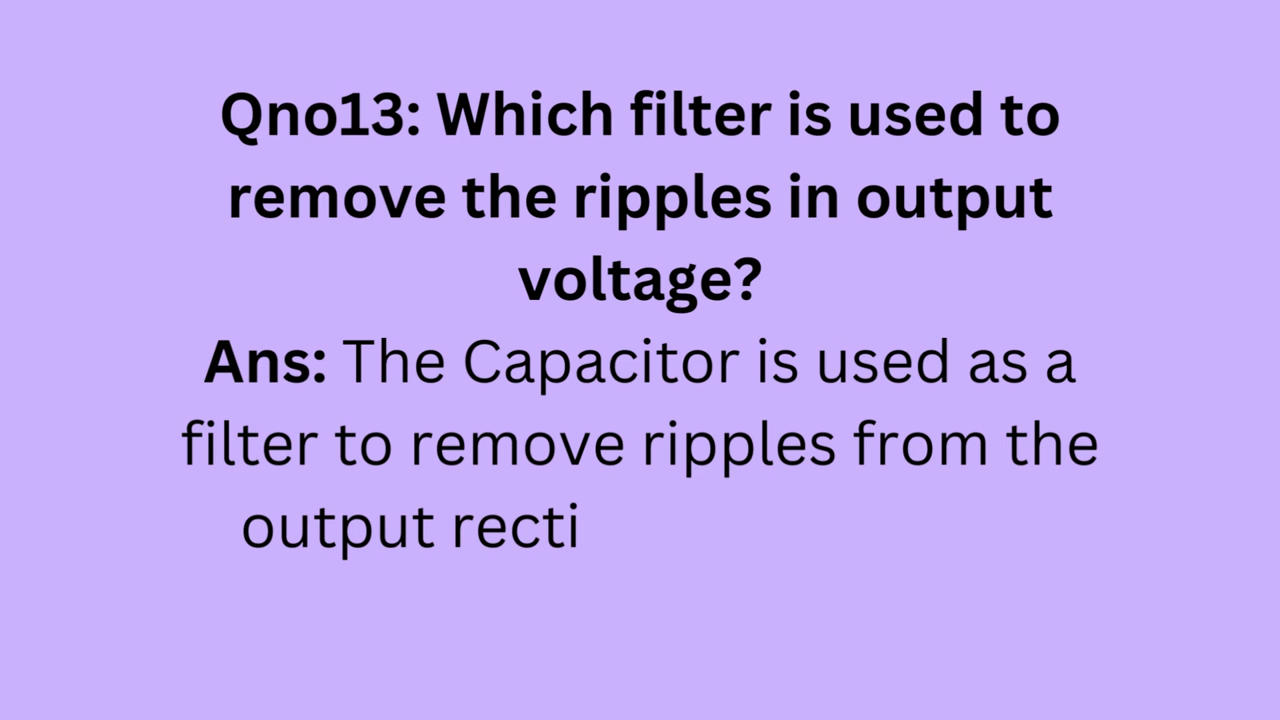 Qno13: Which filter is used to
remove the ripples in output
voltage?
Ans: The Capacitor is used as a
filter to remove ripples from the
output recti